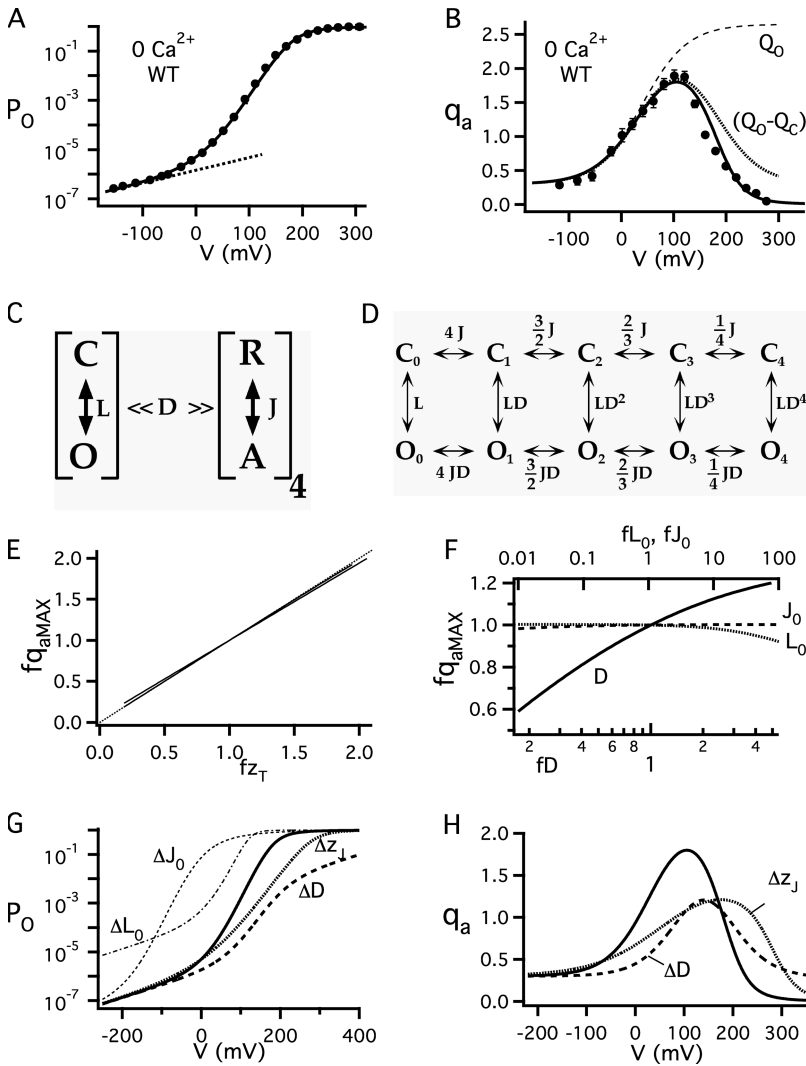 A
0 Ca2+
WT
PO
10-1
10-3
10-5
10-7
-100 0 100 200 300
V (mV)
B
0 Ca2+
WT
QO
(QO-QC)
qa
2.5
2.0
1.5
1.0
0.5
0.0
-100 0 100 200 300
V (mV)
C
C
L
O
<< D >>
R
J
A
4
D
C0 4 J C1 3/2 J C2 2/3 J C3 1/4 J C4
L LD LD2 LD3 LD4
O0 4 JD O1 3/2 JD O2 2/3 JD O3 1/4 JD O4
E
fqaMAX
2.0
1.5
1.0
0.5
0.0
0.0 0.5 1.0 1.5 2.0
fzT
F
fL0, fJ0
0.01 0.1 1 10 100
fqaMAX
1.2
1.0
0.8
0.6
J0
L0
D
2 4 6 8 1 2 4
fD
G
PO
10-1
10-3
10-5
10-7
ΔJ0
ΔL0
ΔzJ
ΔD
-200 0 200 400
V (mV)
H
qa
2.0
1.5
1.0
0.5
0.0
ΔzJ
ΔD
-200 -100 0 100 200 300
V (mV)